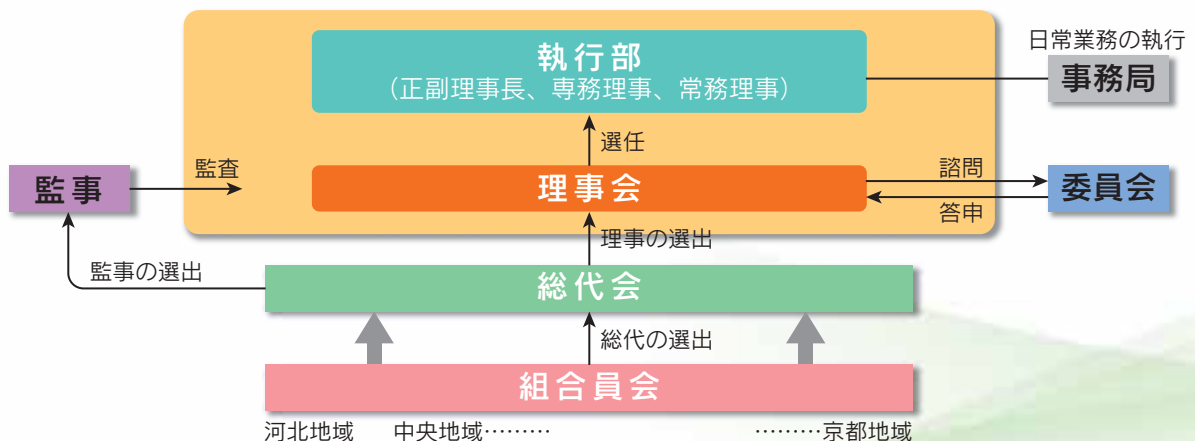 執行部
(正副理事長、専務理事、常務理事)
日常業務の執行
事務局
選任
監事
監査
理事会
諮問
答申
委員会
理事の選出
監事の選出
総代会
総代の選出
組合員会
河北地域 中央地域……… ………京都地域